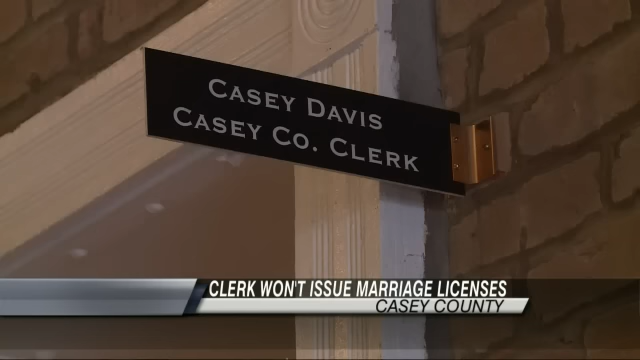 CASEY DAVIS
CASEY CO. CLERK
CLERK WON'T ISSUE MARRIAGE LICENSES
CASEY COUNTY